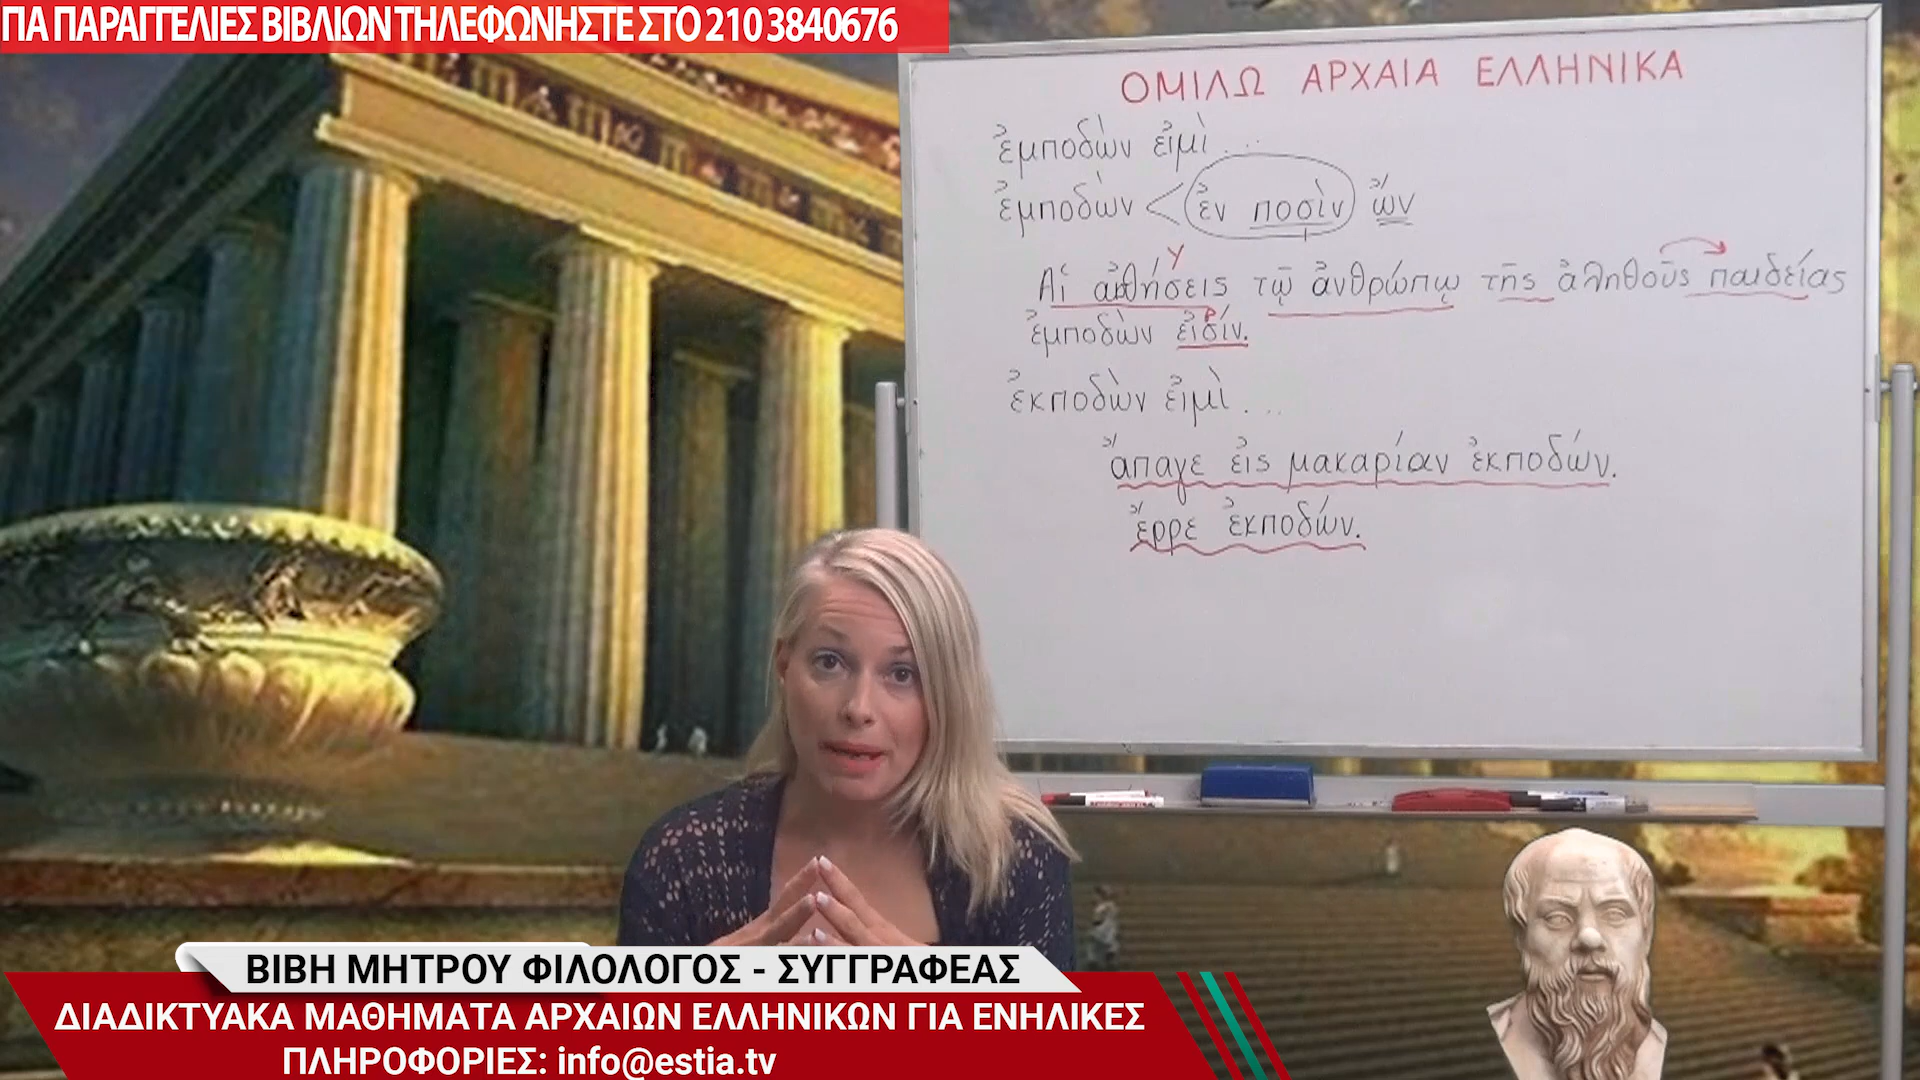 ΓΙΑ ΠΑΡΑΓΓΕΛΙΕΣ ΒΙΒΛΙΩΝ ΤΗΛΕΦΩΝΗΣΤΕ ΣΤΟ 210 3840676
ΟΜΙΛΩ ΑΡΧΑΙΑ ΕΛΛΗΝΙΚΑ
ἐμποδὼν εἰμὶ ...
ἐμποδὼν < ἐν ποσὶν ὤν
Υ
Αἱ τῷ ἀνθρώπῳ τῆς ἀληθοῦς παιδείας
Ρ
ἐμποδὼν εἰσίν.
ἐκποδὼν εἰμὶ ...
ἄπαγε εἰς μακαρίαν ἐκποδών.
ἔρρε ἐκποδών.
ΒΙΒΗ ΜΗΤΡΟΥ ΦΙΛΟΛΟΓΟΣ - ΣΥΓΓΡΑΦΕΑΣ
ΔΙΑΔΙΚΤΥΑΚΑ ΜΑΘΗΜΑΤΑ ΑΡΧΑΙΩΝ ΕΛΛΗΝΙΚΩΝ ΓΙΑ ΕΝΗΛΙΚΕΣ
ΠΛΗΡΟΦΟΡΙΕΣ: info@estia.tv